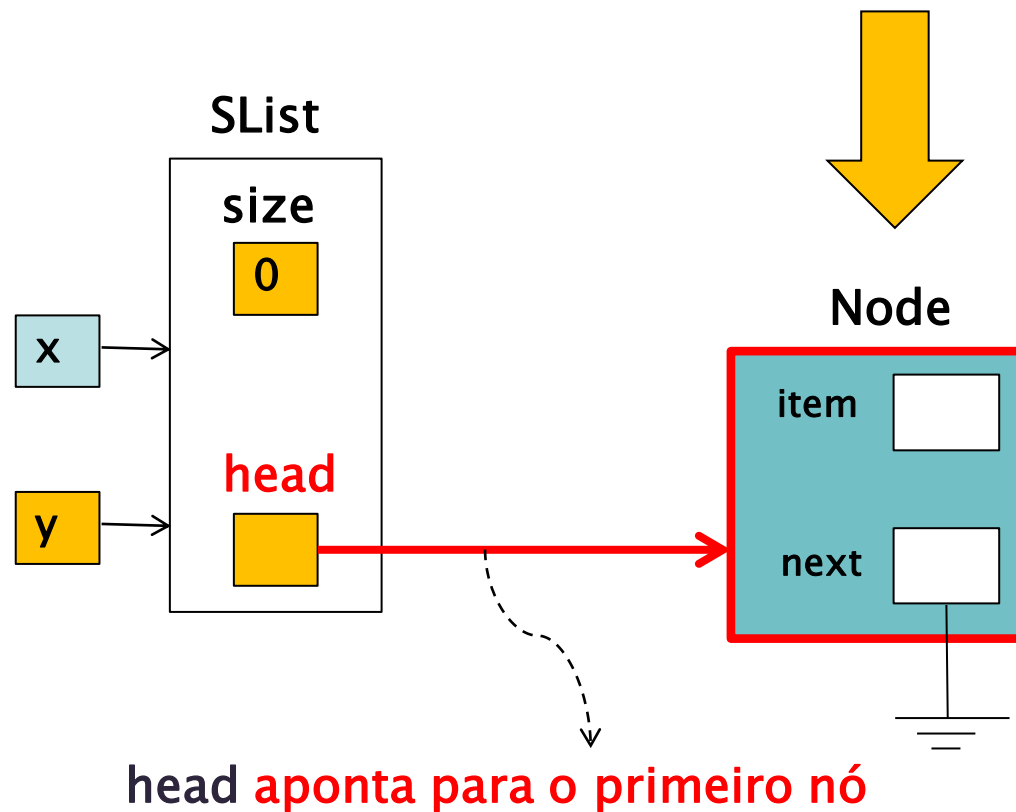 SList
size
0
Node
x
item
head
y
next
head aponta para o primeiro nó